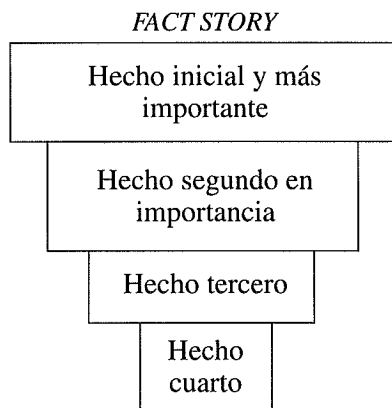 FACT STORY
Hecho inicial y más
importante
Hecho segundo en
importancia
Hecho tercero
Hecho
cuarto